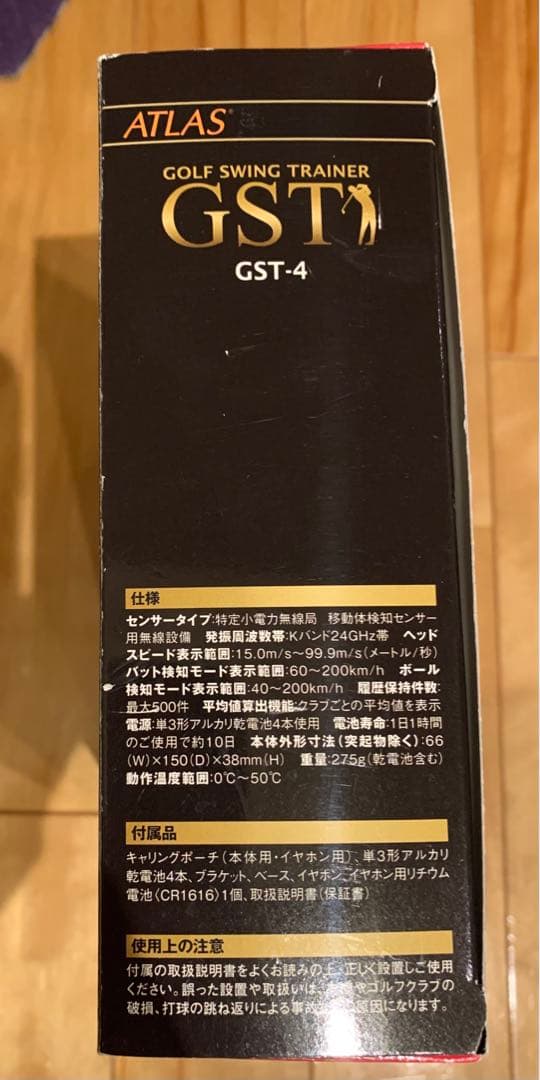 ATLAS®
GOLF SWING TRAINER
GST
GST-4
仕様
センサータイプ:特定小電力無線局 移動体検知センサー
用無線設備 発振周波数帯:Kバンド24GHz帯 ヘッド
スピード表示範囲:15.0m/s～99.9m/s(メートル/秒)
バット検知モード表示範囲:60～200km/h ボール
検知モード表示範囲:40～200km/h 履歴保持件数:
最大500件 平均値算出機能:クラブごとの平均値を表示
電源:単3形アルカリ乾電池4本使用 電池寿命:1日1時間
のご使用で約10日 本体外形寸法(突起物除く):66
(W)×150(D)×38mm(H) 重量:275g(乾電池含む)
動作温度範囲:0℃～50℃
付属品
キャリングポーチ(本体用・イヤホン用)、単3形アルカリ
乾電池4本、ブラケット、ベース、イヤホン、イヤホン用リチウム
電池〈CR1616〉1個、取扱説明書(保証書)
使用上の注意
付属の取扱説明書をよくお読みの上、正しく設置しご使用
ください。誤った設置や取扱いは、やゴルフクラブの
破損、打球の跳ね返りによる事故原因になります。